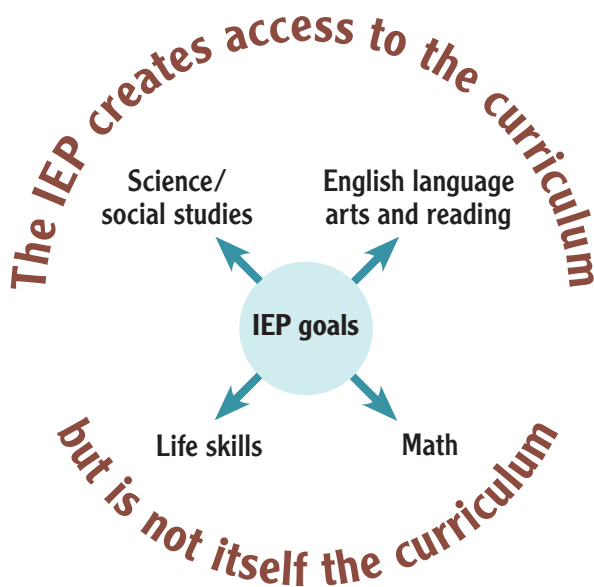 The IEP creates access to the curriculum
Science/
social studies
English language
arts and reading
IEP goals
Life skills
Math
but is not itself the curriculum